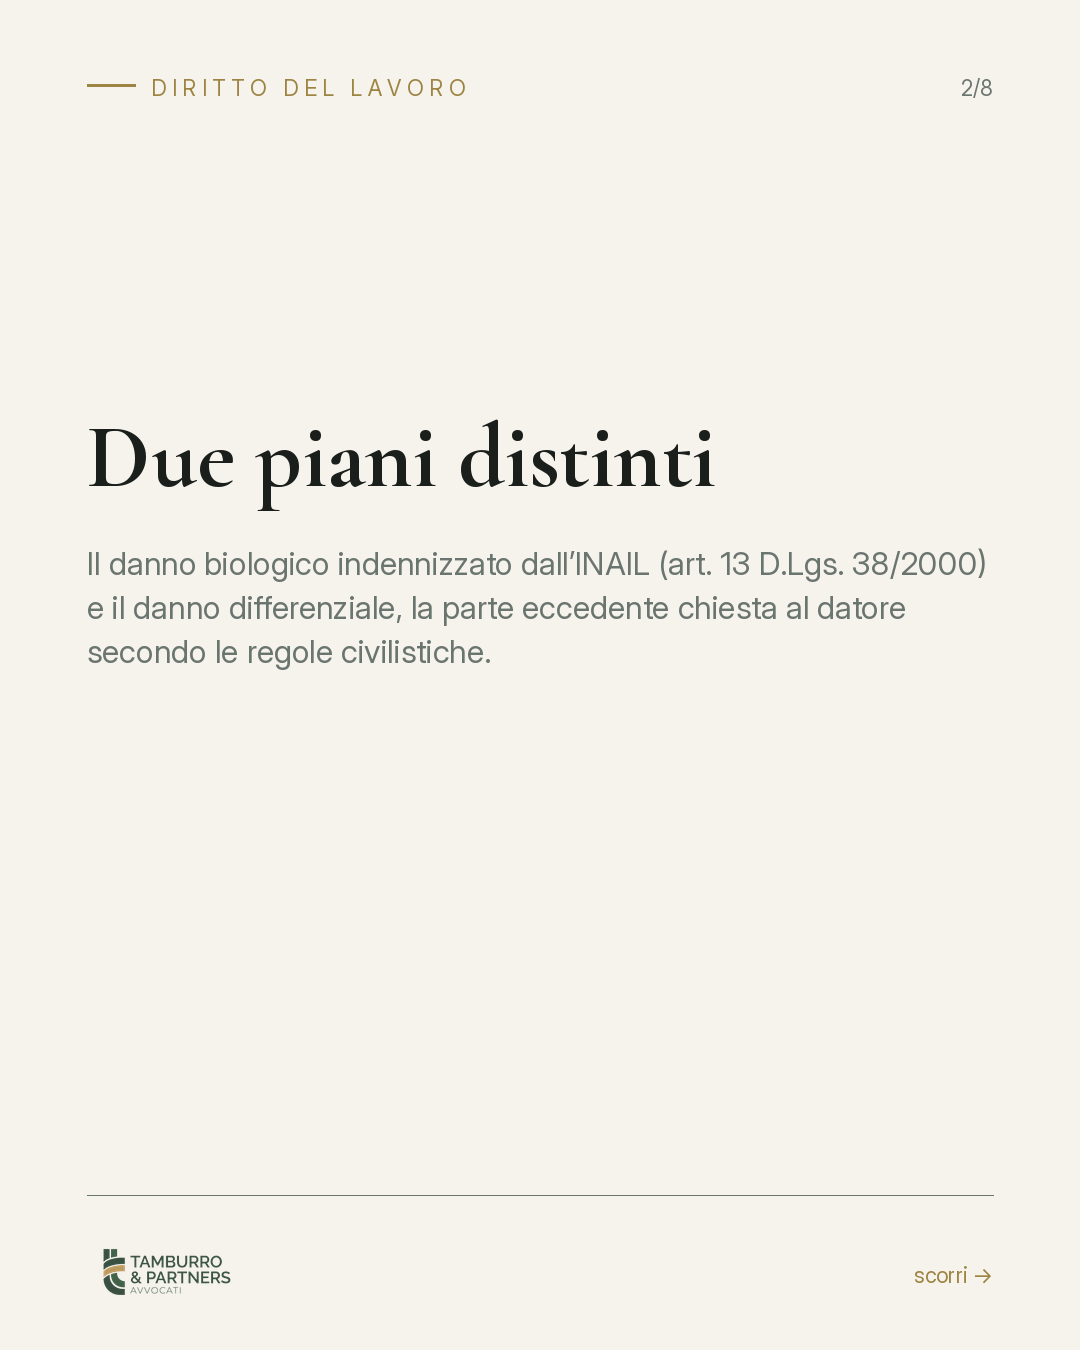 DIRITTO DEL LAVORO
2/8
Due piani distinti
Il danno biologico indennizzato dall’INAIL (art. 13 D.Lgs. 38/2000)
e il danno differenziale, la parte eccedente chiesta al datore
secondo le regole civilistiche.
TAMBURRO
& PARTNERS
AVVOCATI
scorri →